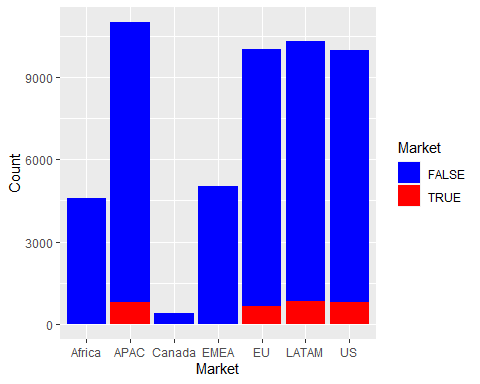 9000
6000
3000
0
Count
Africa APAC Canada EMEA EU LATAM US
Market
Market
FALSE
TRUE